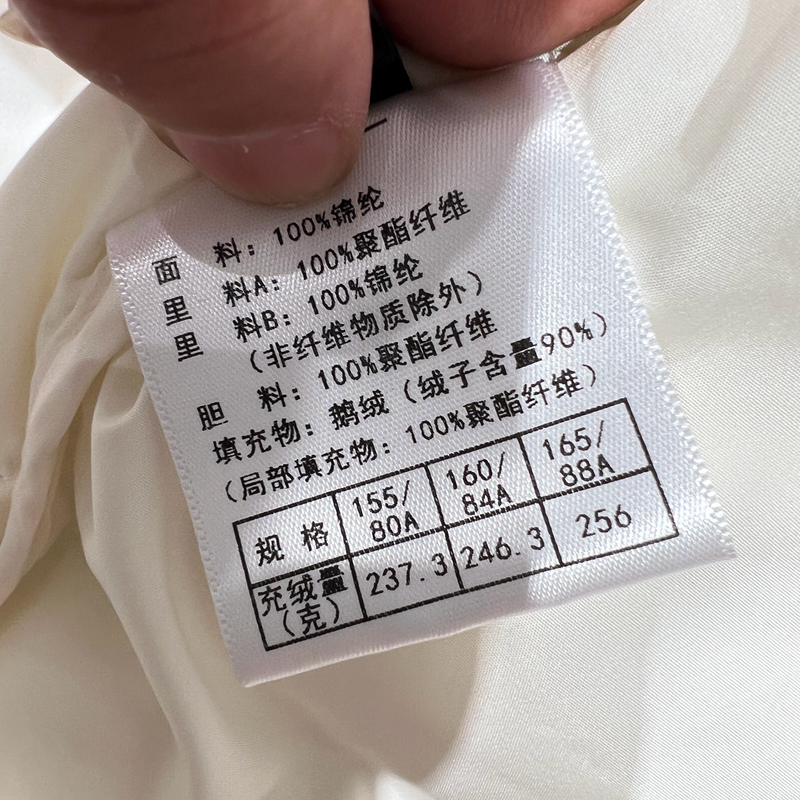 面 料：100%锦纶
里 料A：100%聚酯纤维
里 料B：100%锦纶
（非纤维物质除外）
胆 料：100%聚酯纤维
填充物：鹅绒（绒子含量90%）
（局部填充物：100%聚酯纤维）
规 格 155/80A 160/84A 165/88A
充绒量（克） 237.3 246.3 256